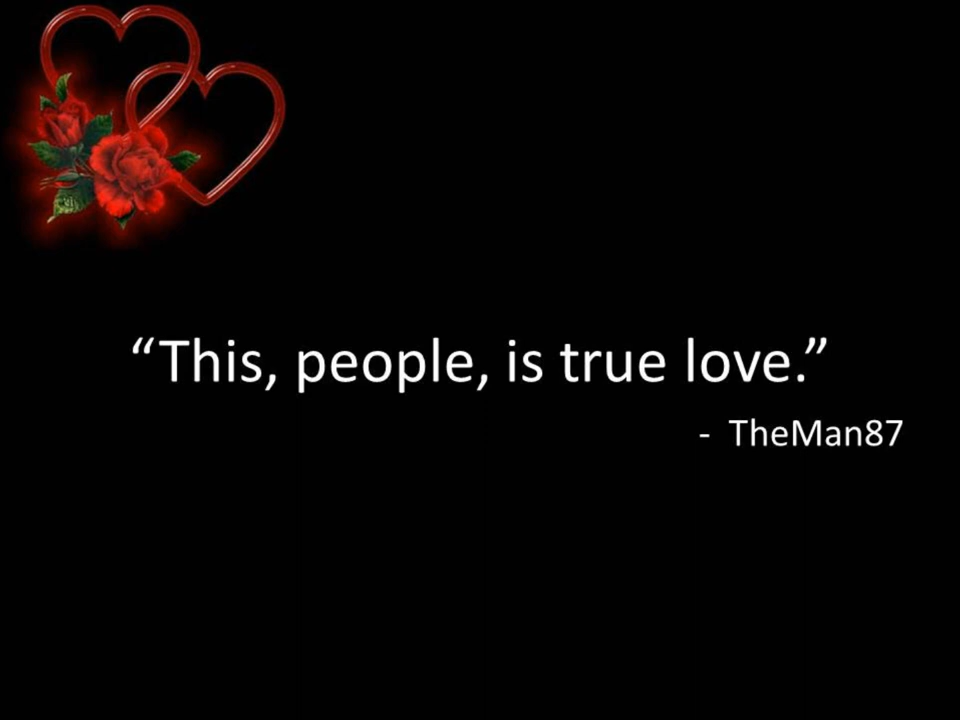 “This, people, is true love.”
- TheMan87